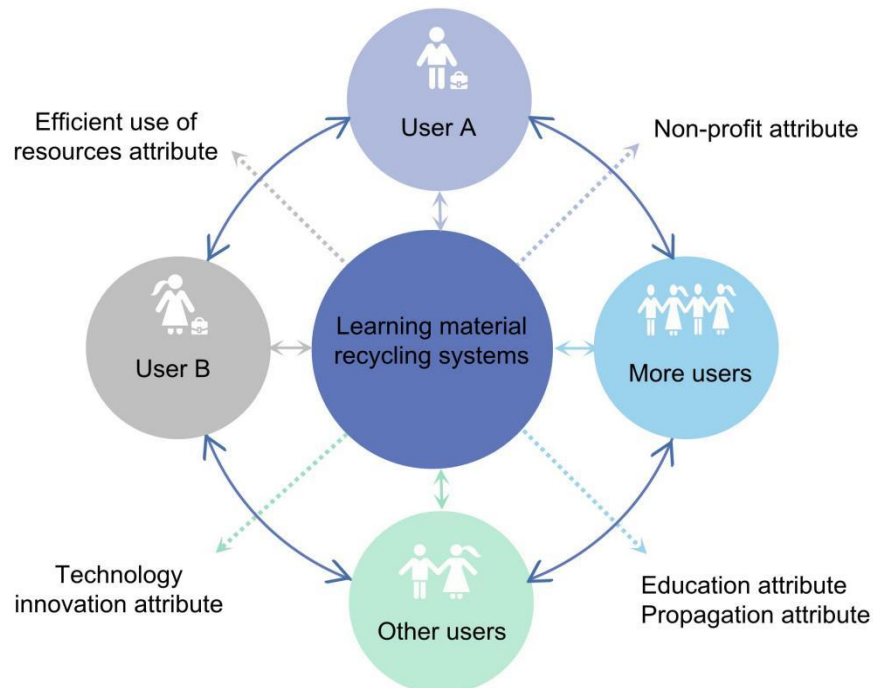 User A
Efficient use of
resources attribute
Non-profit attribute
User B
Learning material
recycling systems
More users
Technology
innovation attribute
Education attribute
Propagation attribute
Other users